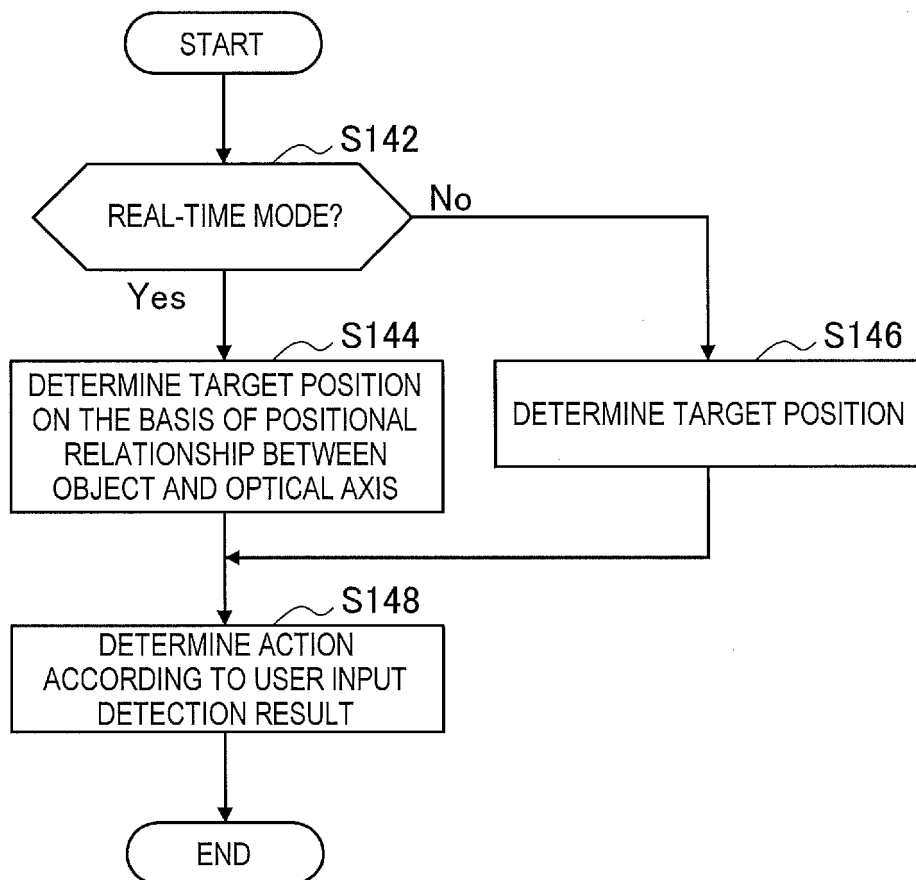 START
S142
REAL-TIME MODE?
No
Yes
S144
DETERMINE TARGET POSITION
ON THE BASIS OF POSITIONAL
RELATIONSHIP BETWEEN
OBJECT AND OPTICAL AXIS
S146
DETERMINE TARGET POSITION
S148
DETERMINE ACTION
ACCORDING TO USER INPUT
DETECTION RESULT
END